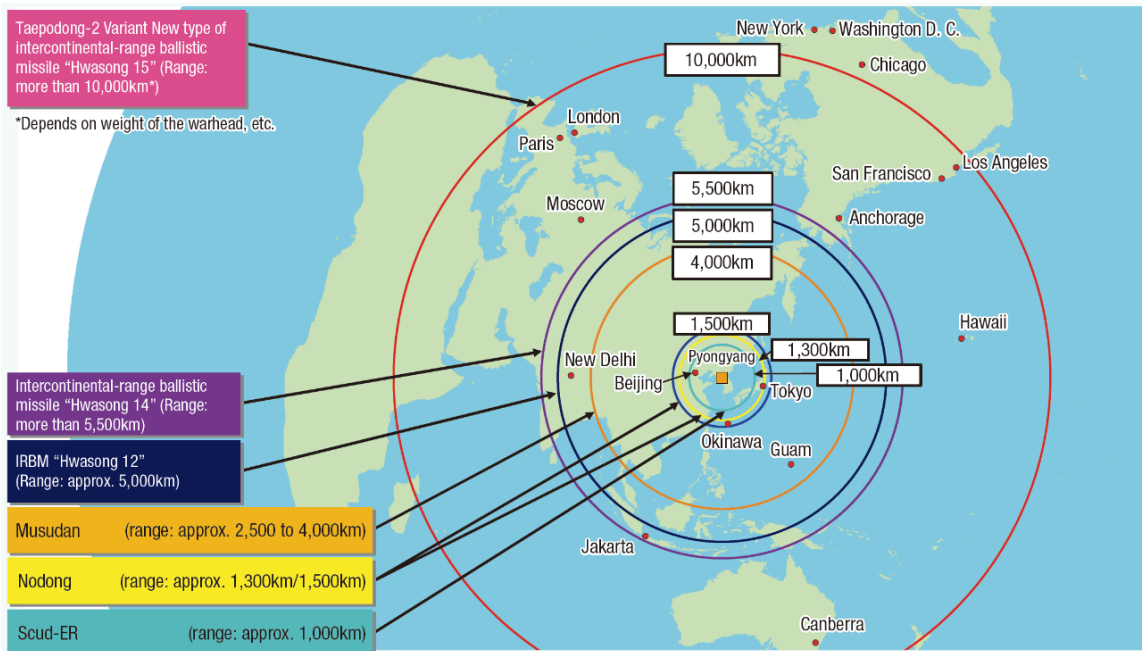 Taepodong-2 Variant New type of
intercontinental-range ballistic
missile “Hwasong 15” (Range:
more than 10,000km*)
*Depends on weight of the warhead, etc.
New York
Washington D. C.
10,000km
Chicago
London
Paris
Los Angeles
San Francisco
5,500km
Moscow
Anchorage
5,000km
4,000km
1,500km
Hawaii
1,300km
Pyongyang
New Delhi
1,000km
Beijing
Tokyo
Intercontinental-range ballistic
missile “Hwasong 14” (Range:
more than 5,500km)
Okinawa
Guam
IRBM “Hwasong 12”
(Range: approx. 5,000km)
Musudan (range: approx. 2,500 to 4,000km)
Jakarta
Nodong (range: approx. 1,300km/1,500km)
Scud-ER (range: approx. 1,000km)
Canberra